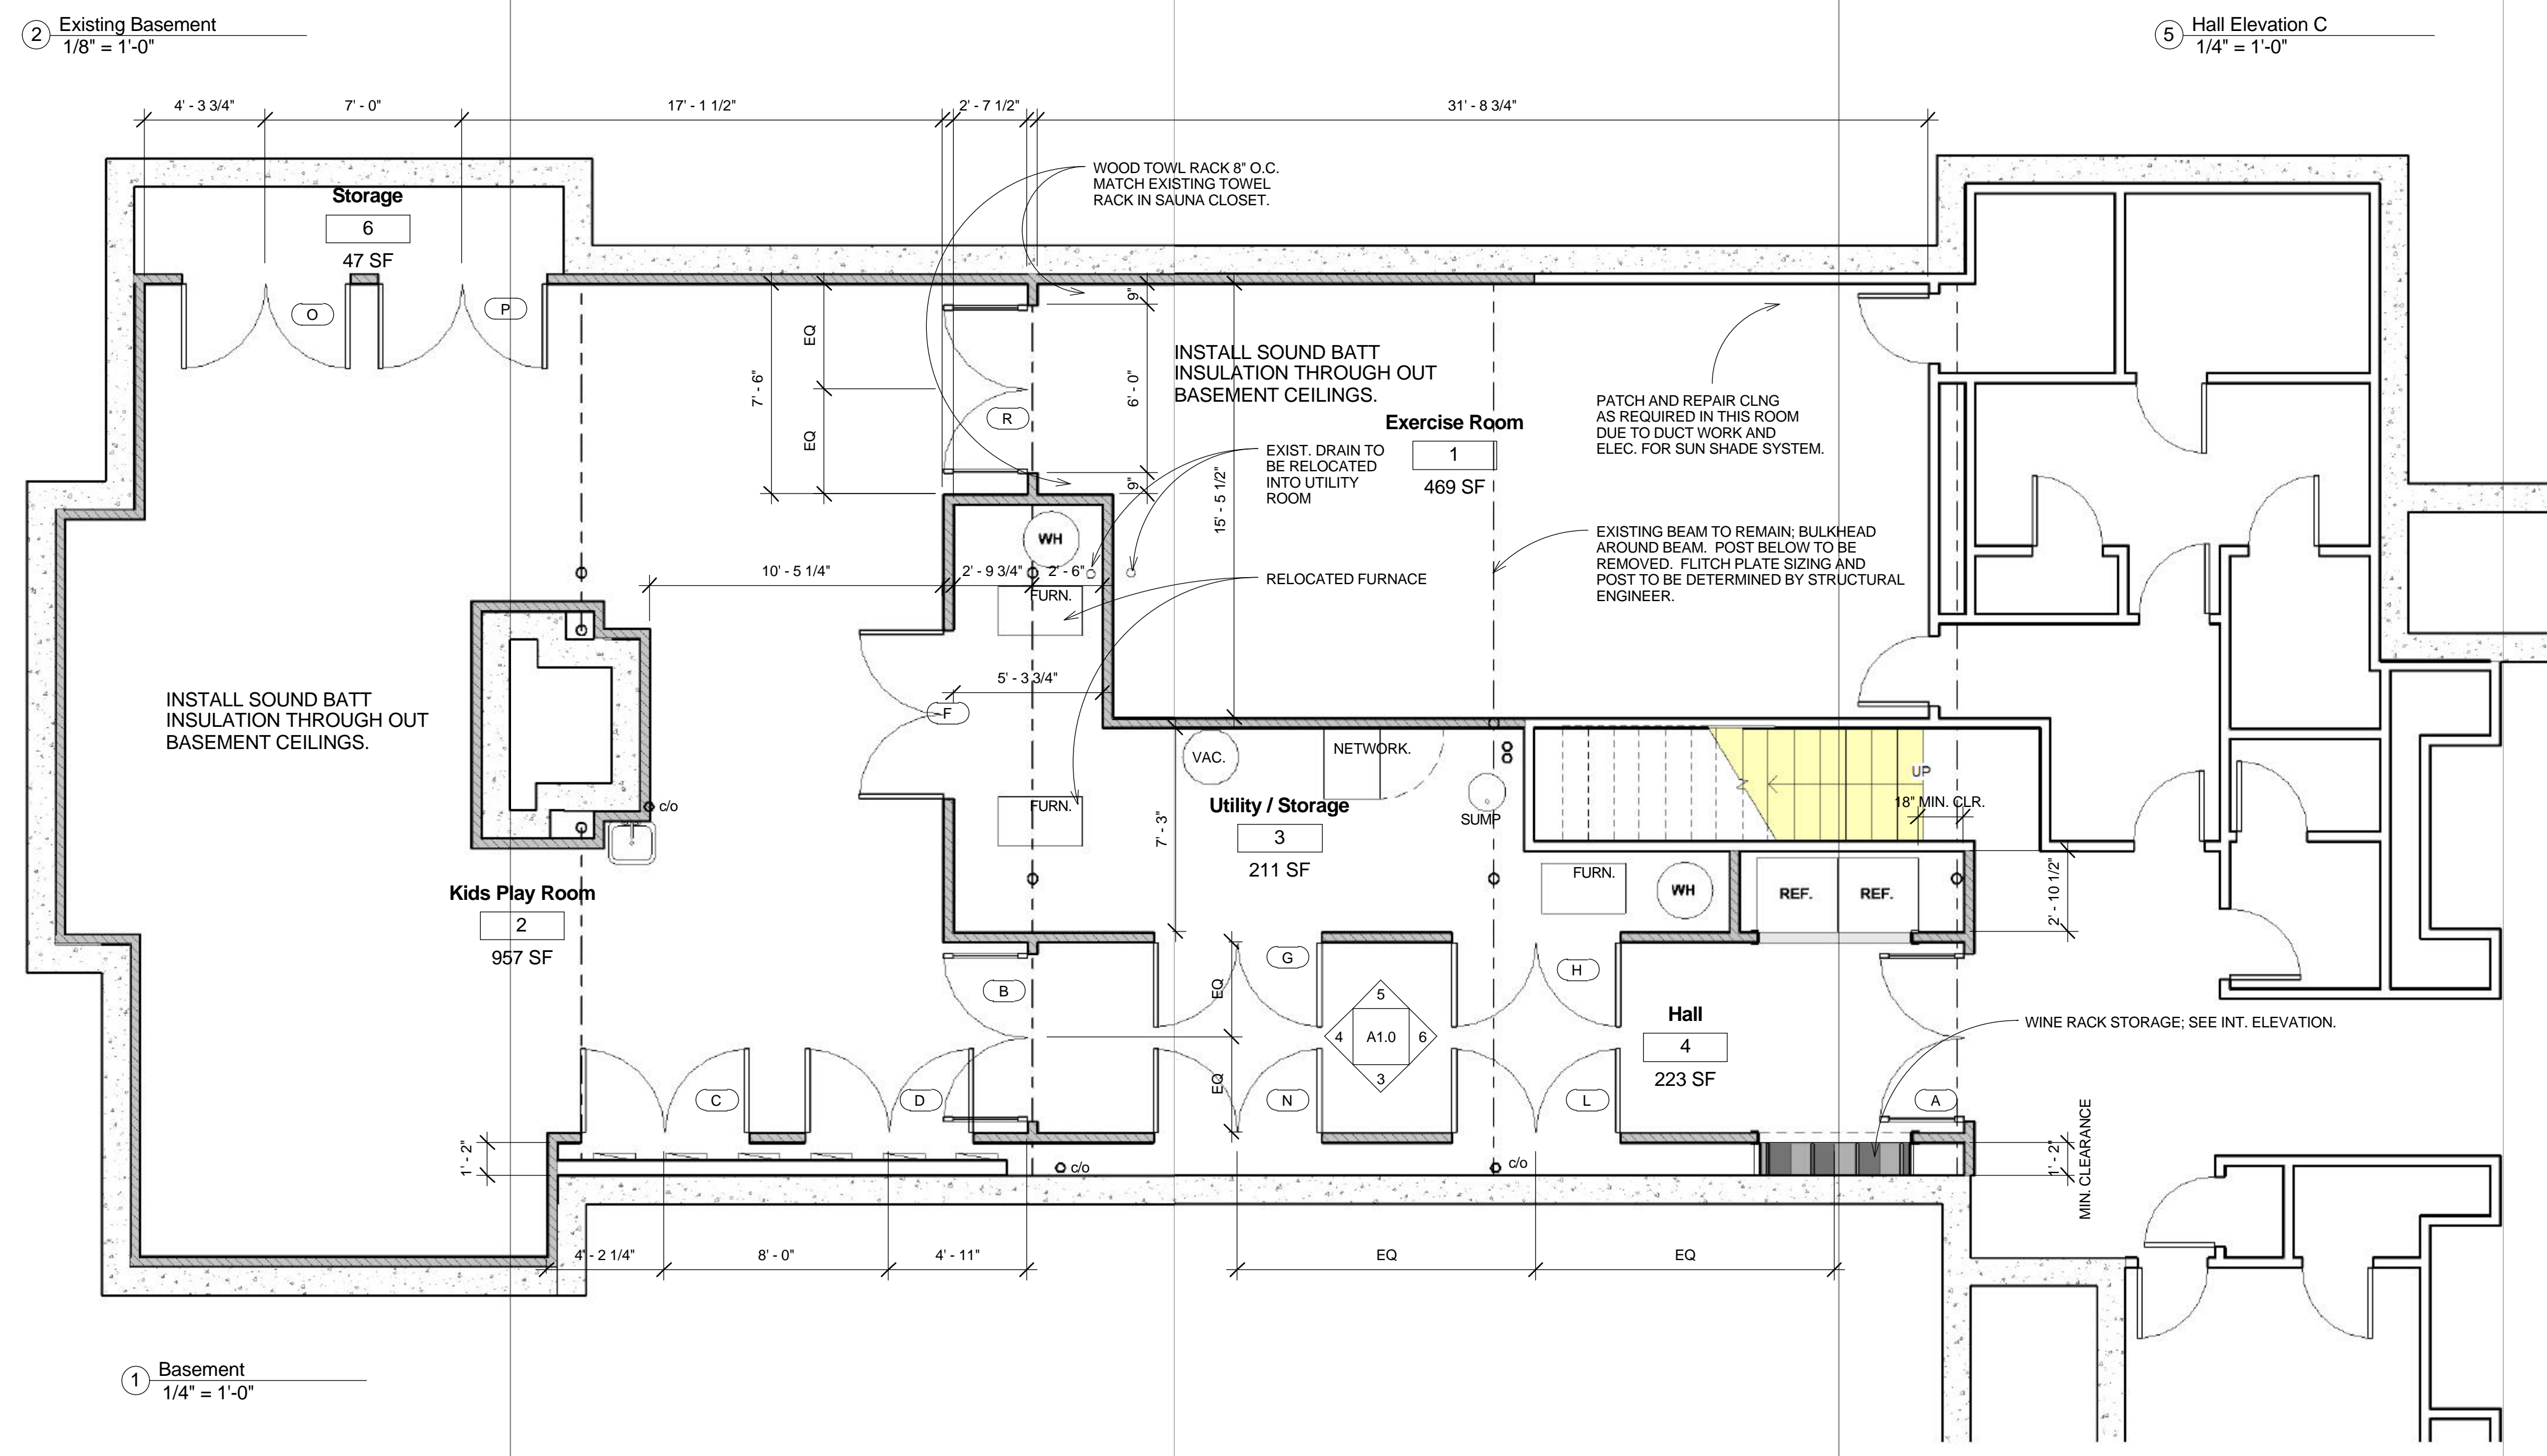 2
Existing Basement
1/8" = 1'-0"
5
Hall Elevation C
1/4" = 1'-0"
4' - 3 3/4"
7' - 0"
17' - 1 1/2"
2' - 7 1/2"
31' - 8 3/4"
WOOD TOWL RACK 8" O.C.
MATCH EXISTING TOWEL
RACK IN SAUNA CLOSET.
Storage
6
47 SF
O
P
R
7' - 6"
EQ
EQ
9"
6' - 0"
9"
15' - 5 1/2"
INSTALL SOUND BATT
INSULATION THROUGH OUT
BASEMENT CEILINGS.
Exercise Room
1
469 SF
PATCH AND REPAIR CLNG
AS REQUIRED IN THIS ROOM
DUE TO DUCT WORK AND
ELEC. FOR SUN SHADE SYSTEM.
EXIST. DRAIN TO
BE RELOCATED
INTO UTILITY
ROOM
EXISTING BEAM TO REMAIN; BULKHEAD
AROUND BEAM. POST BELOW TO BE
REMOVED. FLITCH PLATE SIZING AND
POST TO BE DETERMINED BY STRUCTURAL
ENGINEER.
RELOCATED FURNACE
WH
10' - 5 1/4"
2' - 9 3/4"
2' - 6"
FURN.
5' - 3 3/4"
F
INSTALL SOUND BATT
INSULATION THROUGH OUT
BASEMENT CEILINGS.
c/o
FURN.
VAC.
NETWORK.
7' - 3"
Utility / Storage
3
211 SF
SUMP
UP
18" MIN. CLR.
FURN.
WH
REF.
REF.
2' - 10 1/2"
Kids Play Room
2
957 SF
B
G
H
EQ
EQ
5
4
A1.0
6
3
Hall
4
223 SF
WINE RACK STORAGE; SEE INT. ELEVATION.
C
D
N
L
A
1' - 2"
c/o
c/o
1' - 2"
MIN. CLEARANCE
4' - 2 1/4"
8' - 0"
4' - 11"
EQ
EQ
1
Basement
1/4" = 1'-0"